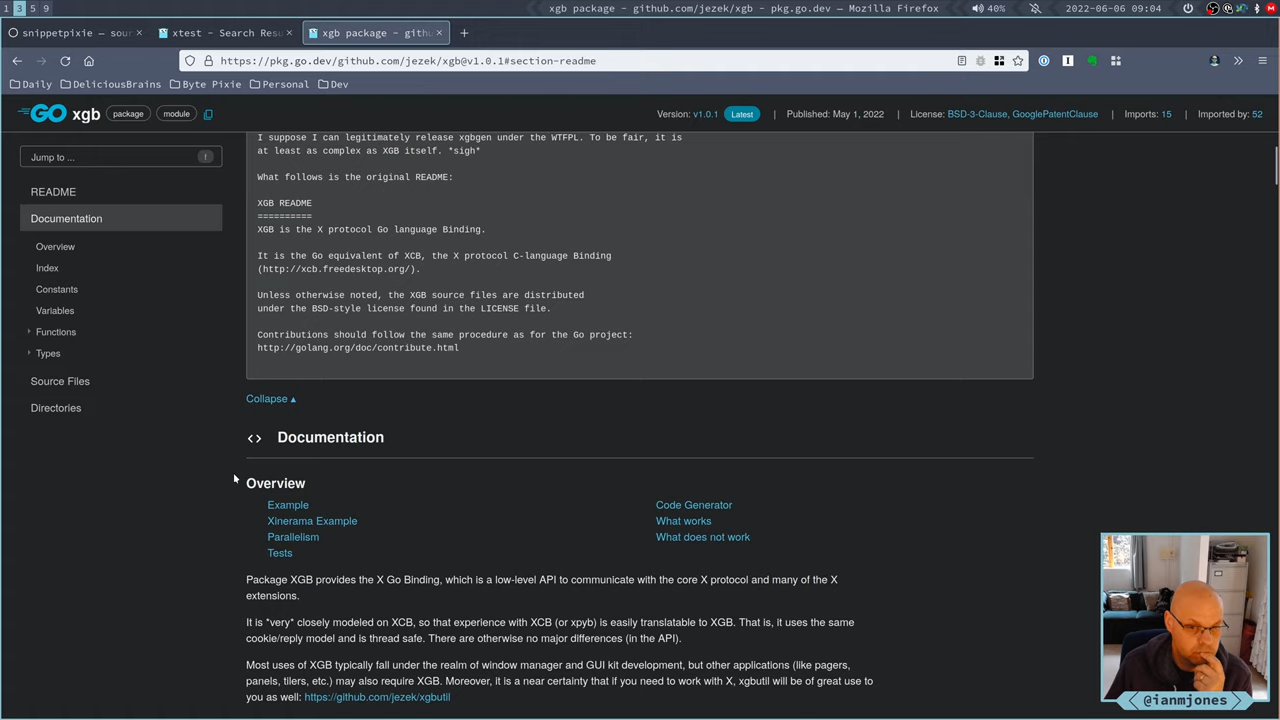 1 3 5 9
xgb package - github.com/jezek/xgb - pkg.go.dev — Mozilla Firefox
40%
2022-06-06 09:04
snippetpixie — sour
xtest - Search Resu
xgb package - githu
https://pkg.go.dev/github.com/jezek/xgb@v1.0.1#section-readme
Daily
DeliciousBrains
Byte Pixie
Personal
Dev
GO
xgb
package
module
Version: v1.0.1
Latest
Published: May 1, 2022
License: BSD-3-Clause, GooglePatentClause
Imports: 15
Imported by: 52
Jump to ...
f
README
Documentation
Overview
Index
Constants
Variables
Functions
Types
Source Files
Directories
I suppose I can legitimately release xgbgen under the WTFPL. To be fair, it is
at least as complex as XGB itself. *sigh*
What follows is the original README:
XGB README
==========
XGB is the X protocol Go language Binding.
It is the Go equivalent of XCB, the X protocol C-language Binding
(http://xcb.freedesktop.org/).
Unless otherwise noted, the XGB source files are distributed
under the BSD-style license found in the LICENSE file.
Contributions should follow the same procedure as for the Go project:
http://golang.org/doc/contribute.html
Collapse ▴
<> Documentation
Overview
Example
Xinerama Example
Parallelism
Tests
Code Generator
What works
What does not work
Package XGB provides the X Go Binding, which is a low-level API to communicate with the core X protocol and many of the X
extensions.
It is *very* closely modeled on XCB, so that experience with XCB (or xpyb) is easily translatable to XGB. That is, it uses the same
cookie/reply model and is thread safe. There are otherwise no major differences (in the API).
Most uses of XGB typically fall under the realm of window manager and GUI kit development, but other applications (like pagers,
panels, tilers, etc.) may also require XGB. Moreover, it is a near certainty that if you need to work with X, xgbutil will be of great use to
you as well: https://github.com/jezek/xgbutil
@ianmjones